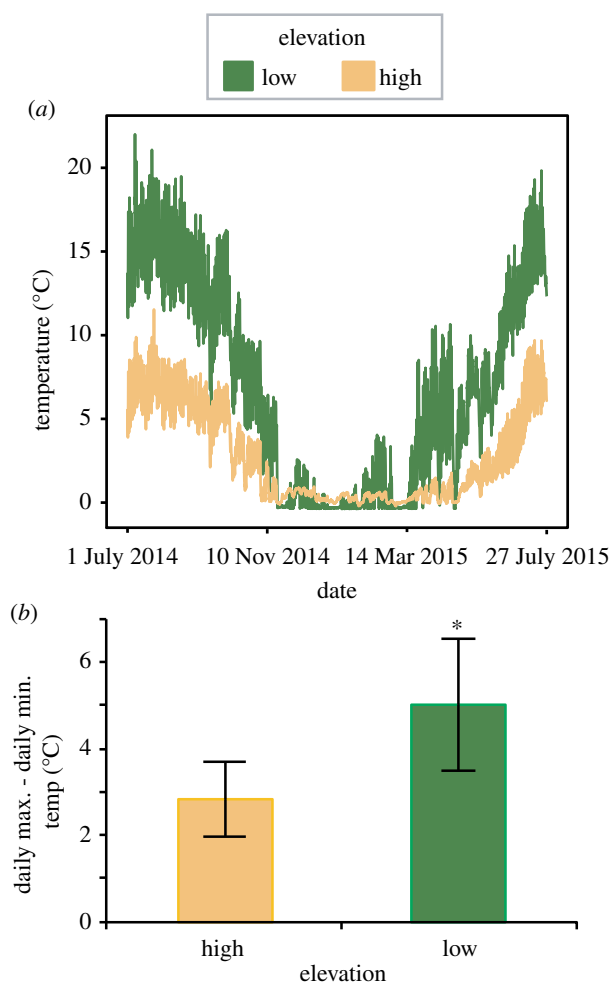 elevation
low high
(a)
20
15
10
5
0
temperature (°C)
1 July 2014 10 Nov 2014 14 Mar 2015 27 July 2015
date
(b)
*
6
4
2
0
daily max. - daily min.
temp (°C)
high low
elevation